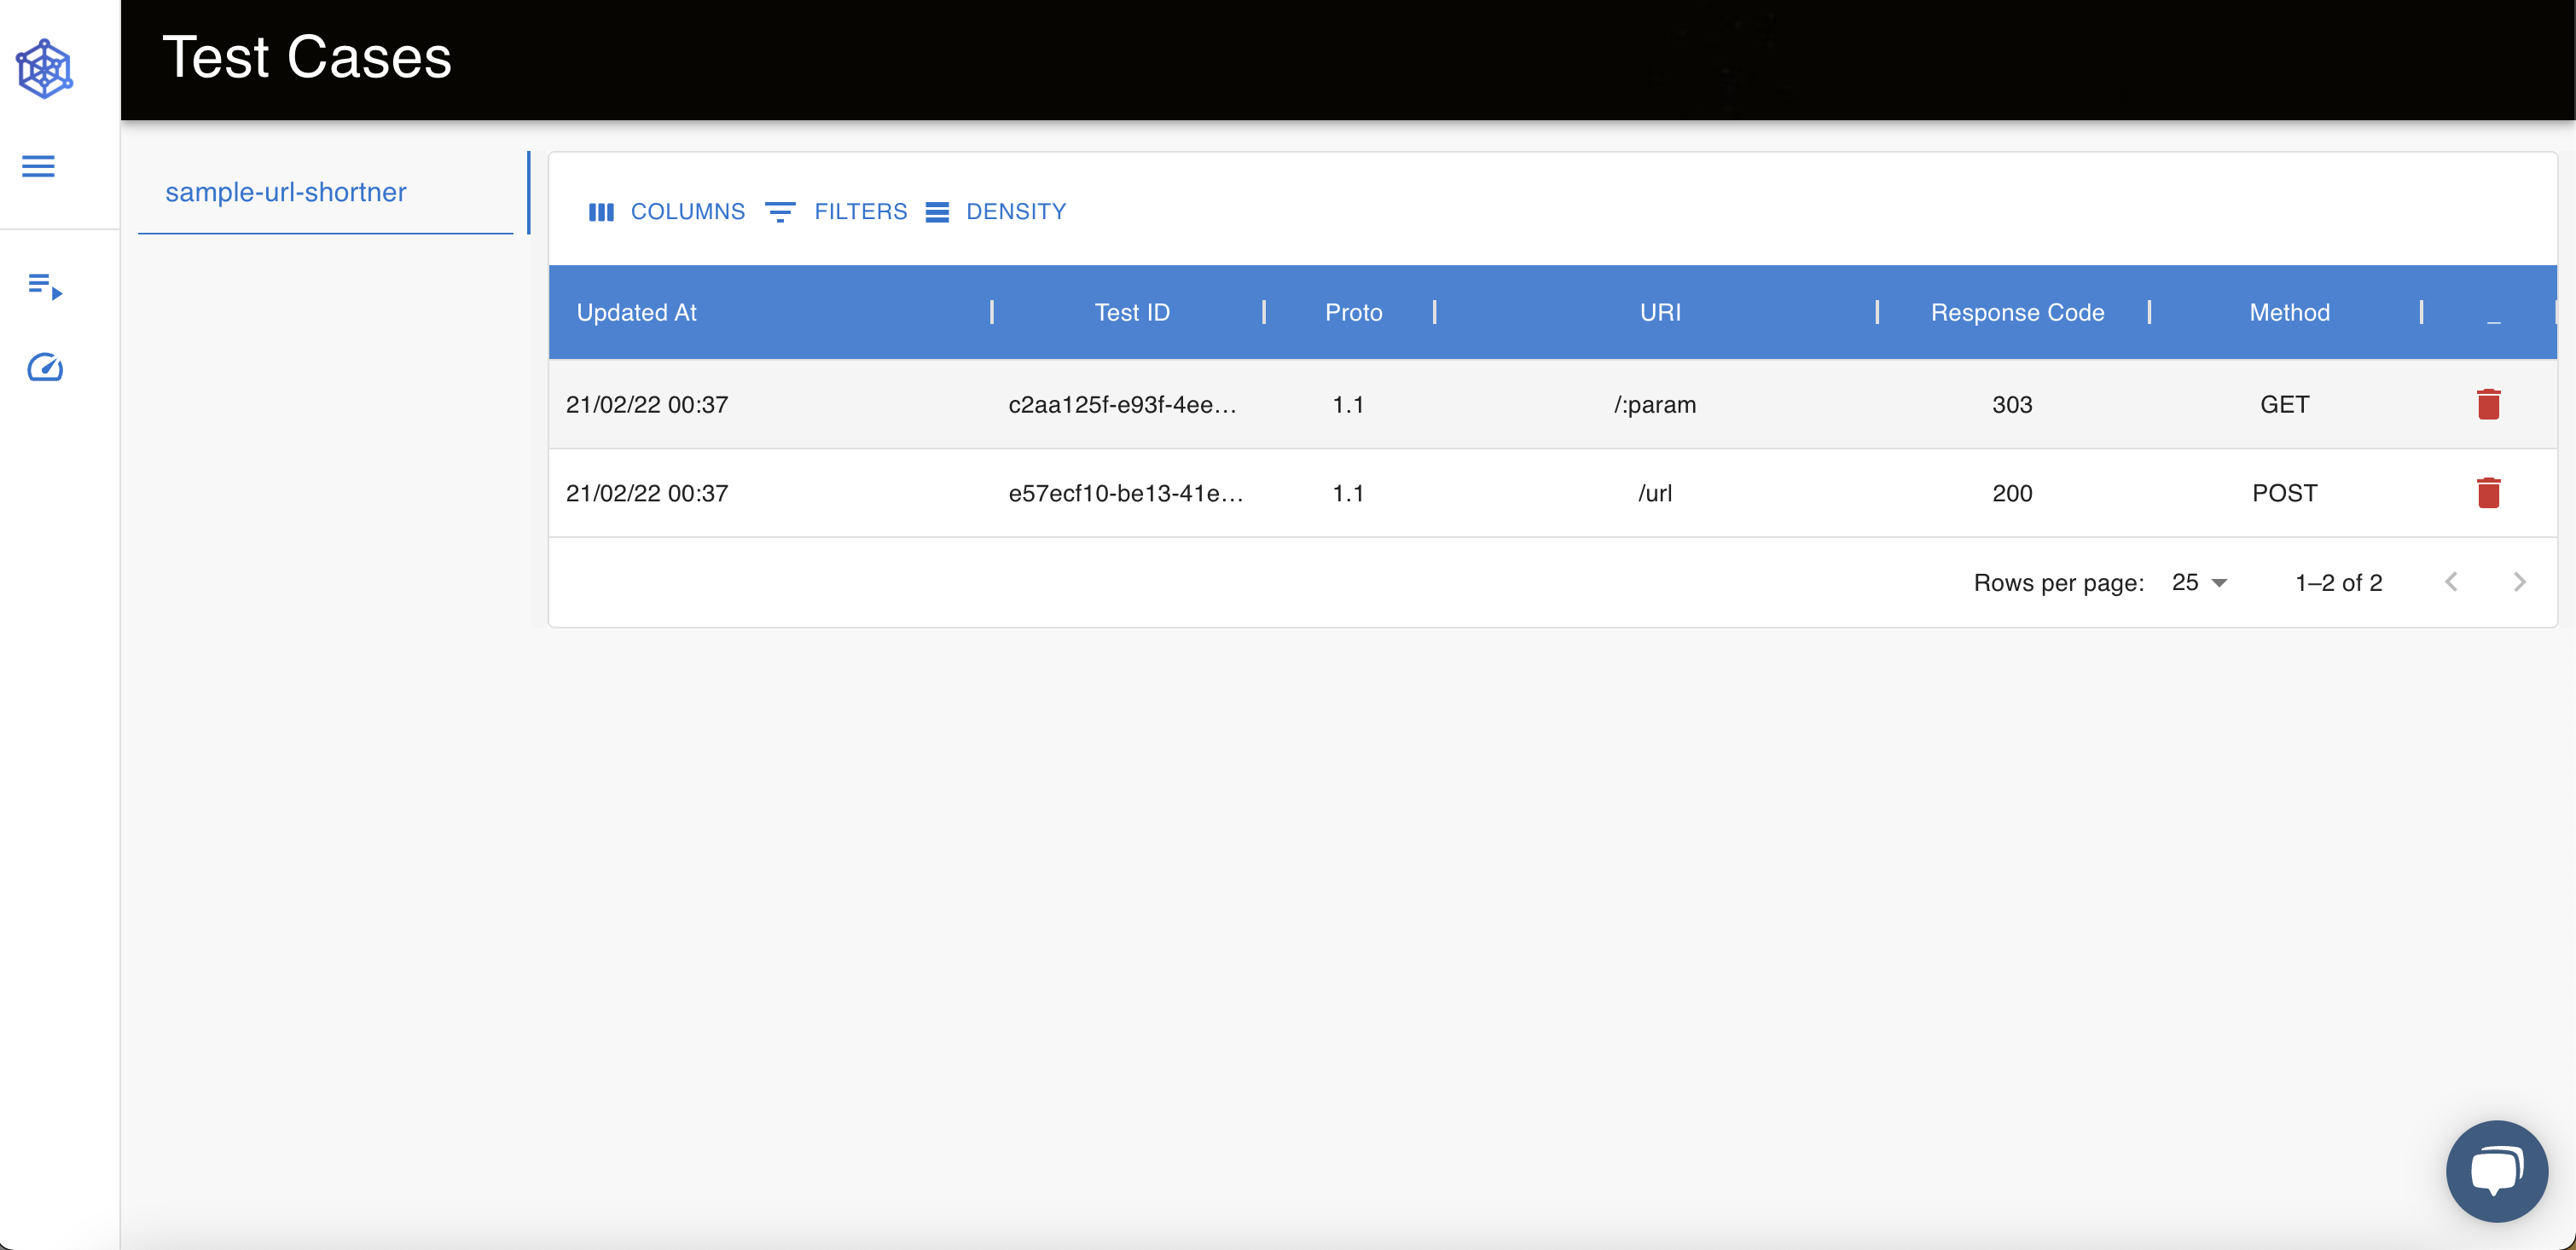 Test Cases
sample-url-shortner
COLUMNS FILTERS DENSITY
Updated At Test ID Proto URI Response Code Method _
21/02/22 00:37 c2aa125f-e93f-4ee... 1.1 /:param 303 GET
21/02/22 00:37 e57ecf10-be13-41e... 1.1 /url 200 POST
Rows per page: 25 1–2 of 2